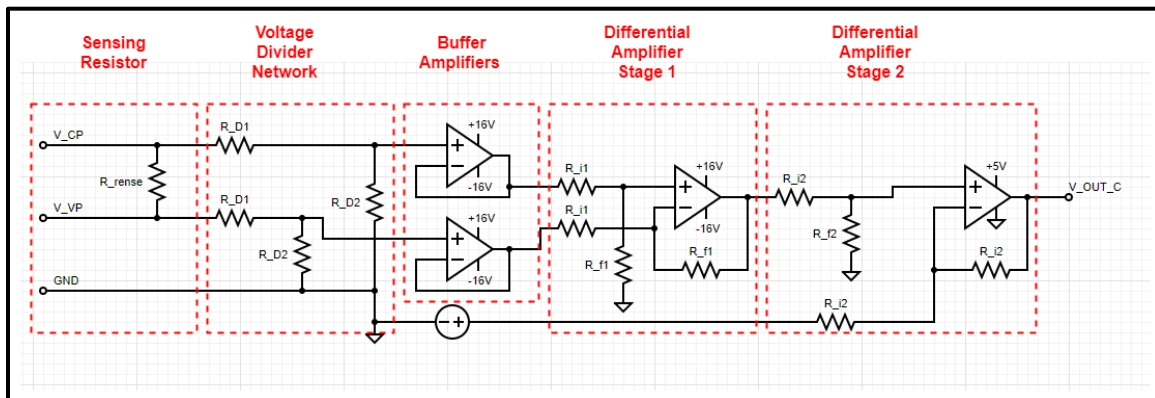 Sensing
Resistor
Voltage
Divider
Network
Buffer
Amplifiers
Differential
Amplifier
Stage 1
Differential
Amplifier
Stage 2
V_CP
R_rense
V_VP
GND
R_D1
R_D1
R_D2
R_D2
+16V
-16V
+16V
-16V
R_i1
R_i1
R_f1
+16V
-16V
R_f1
R_i2
R_f2
+5V
R_i2
R_i2
V_OUT_C